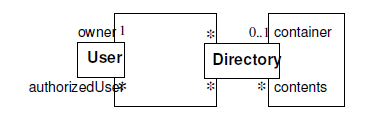 owner 1 * 0..1 container
User Directory
authorizedUser * * * contents